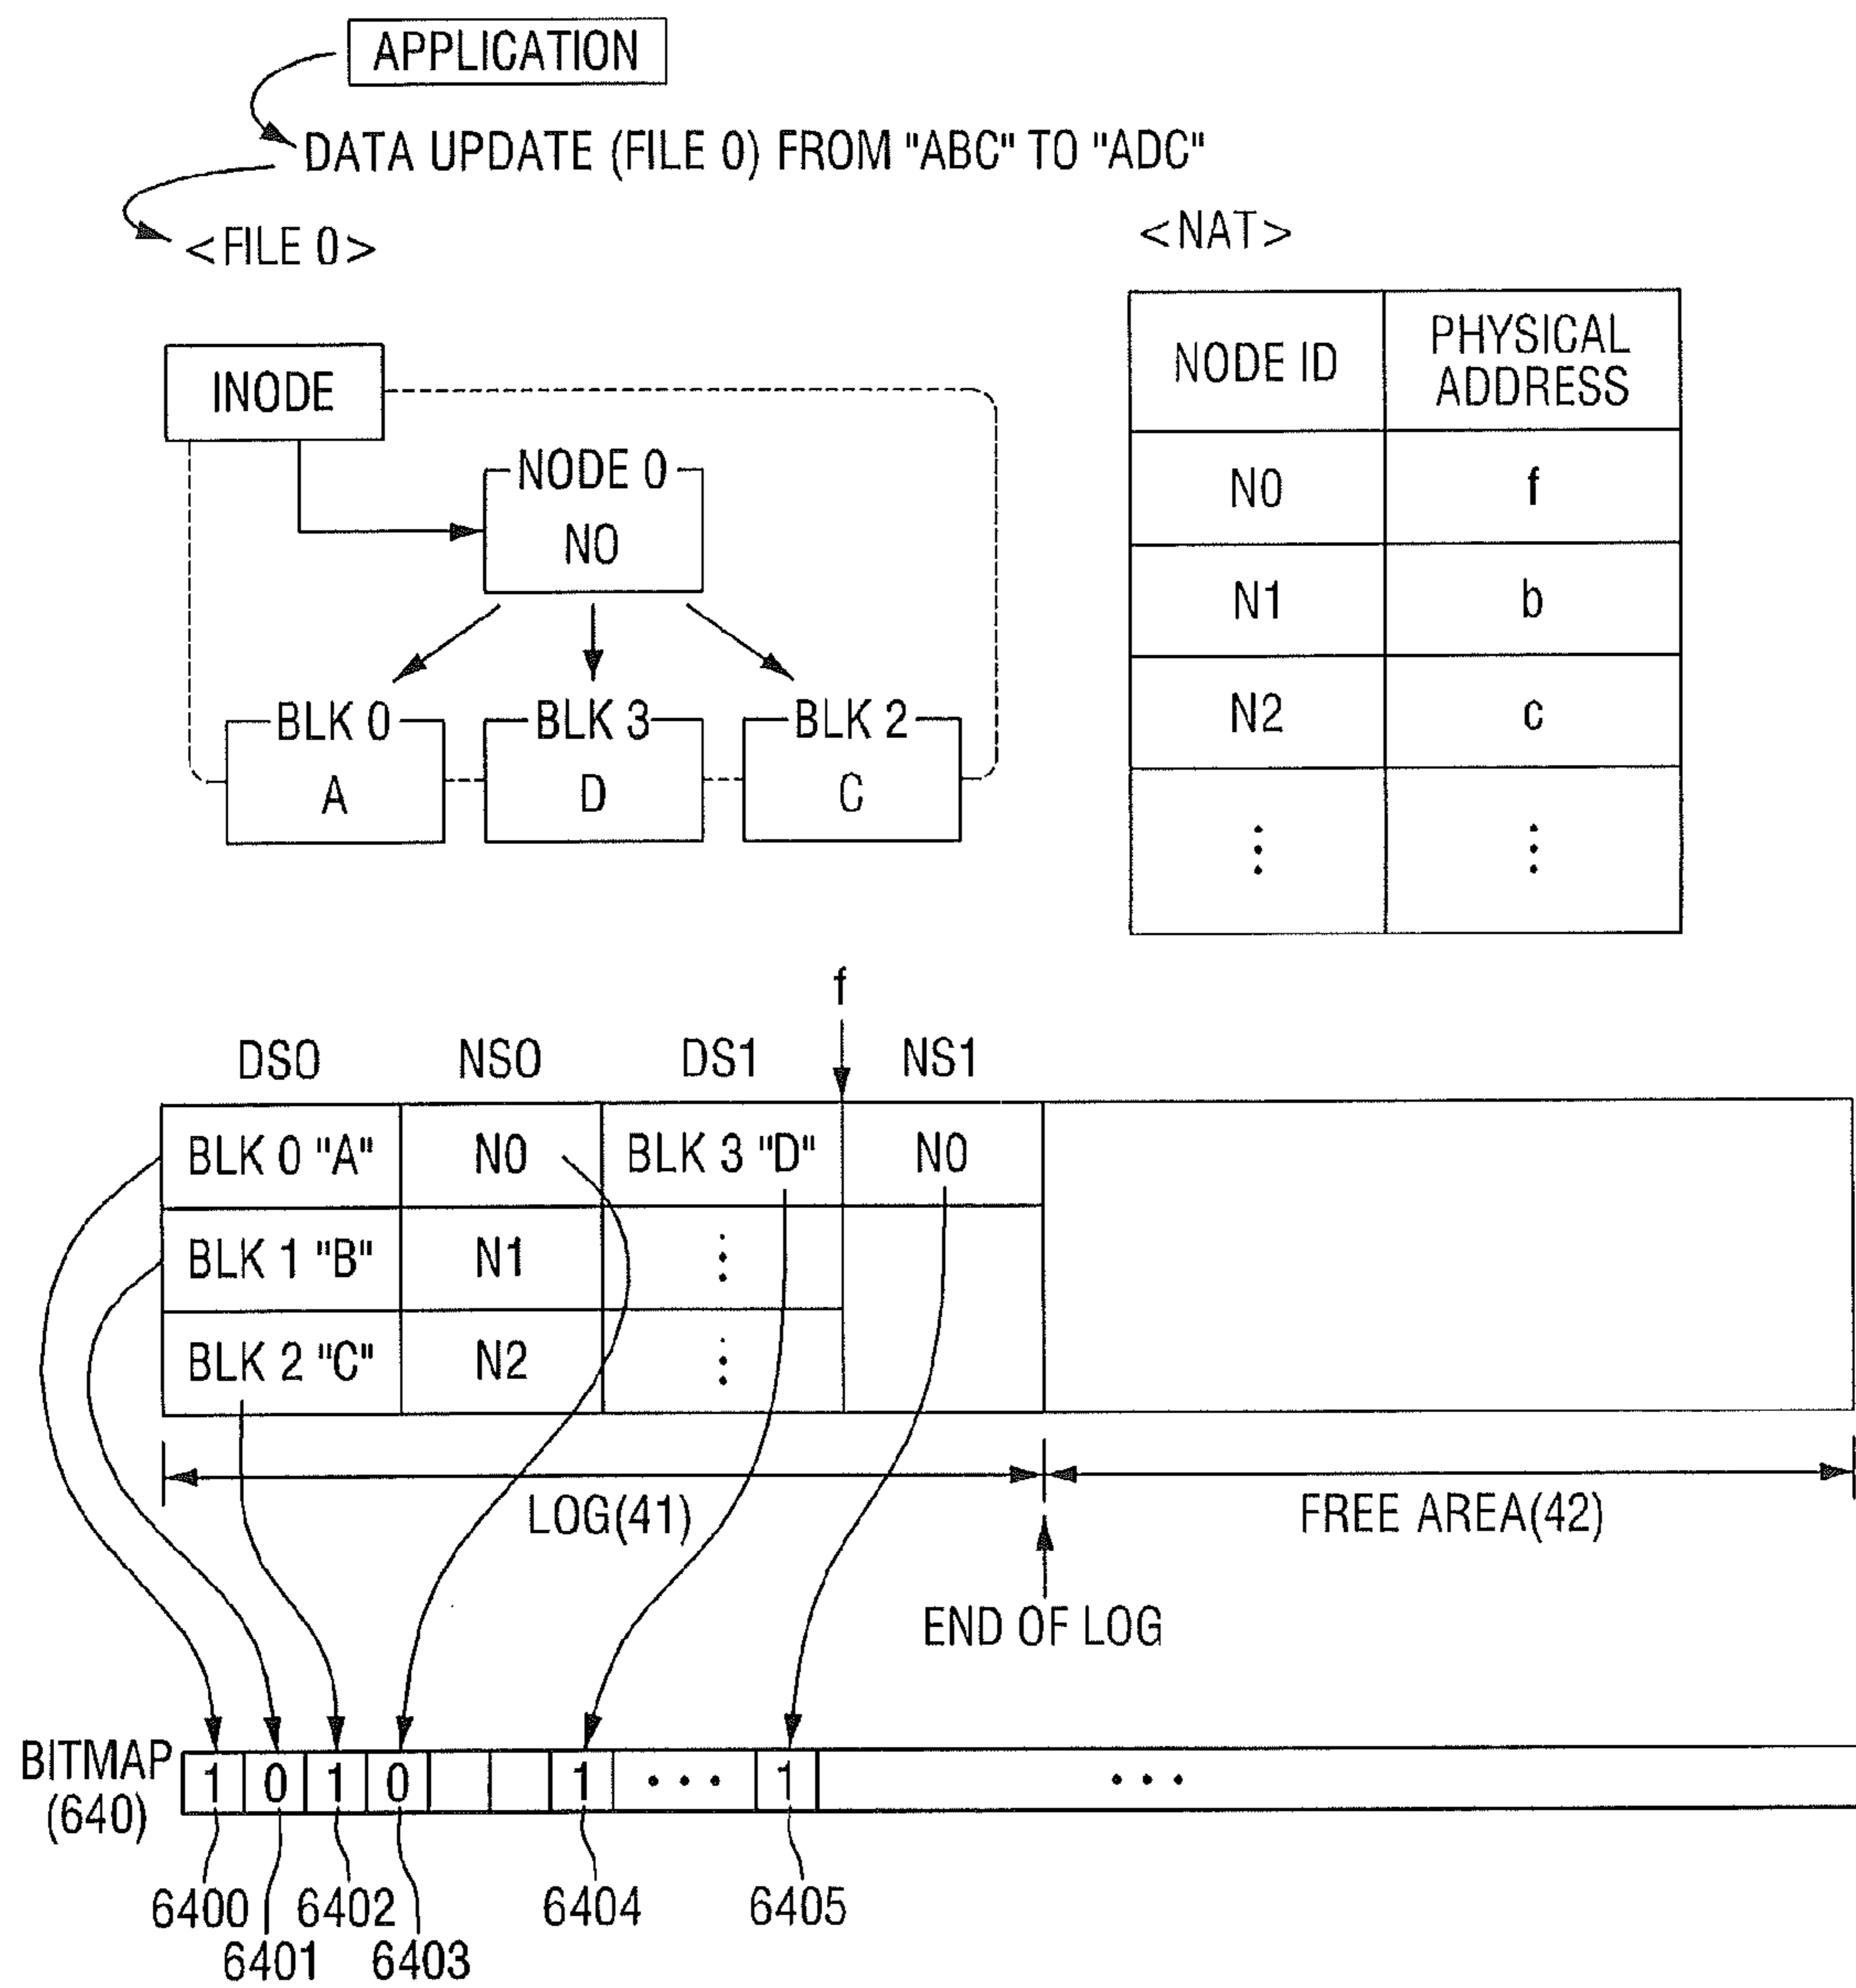 APPLICATION
DATA UPDATE (FILE 0) FROM "ABC" TO "ADC"
<FILE 0>
INODE
NODE 0
N0
BLK 0
A
BLK 3
D
BLK 2
C
<NAT>
NODE ID PHYSICAL ADDRESS
N0 f
N1 b
N2 c
⋮ ⋮
f
DS0 NS0 DS1 NS1
BLK 0 "A" N0 BLK 3 "D" N0
BLK 1 "B" N1 ⋮
BLK 2 "C" N2 ⋮
LOG(41) FREE AREA(42)
END OF LOG
BITMAP
(640)
1 0 1 0 1 ••• 1 •••
6400 6402 6404 6405
6401 6403